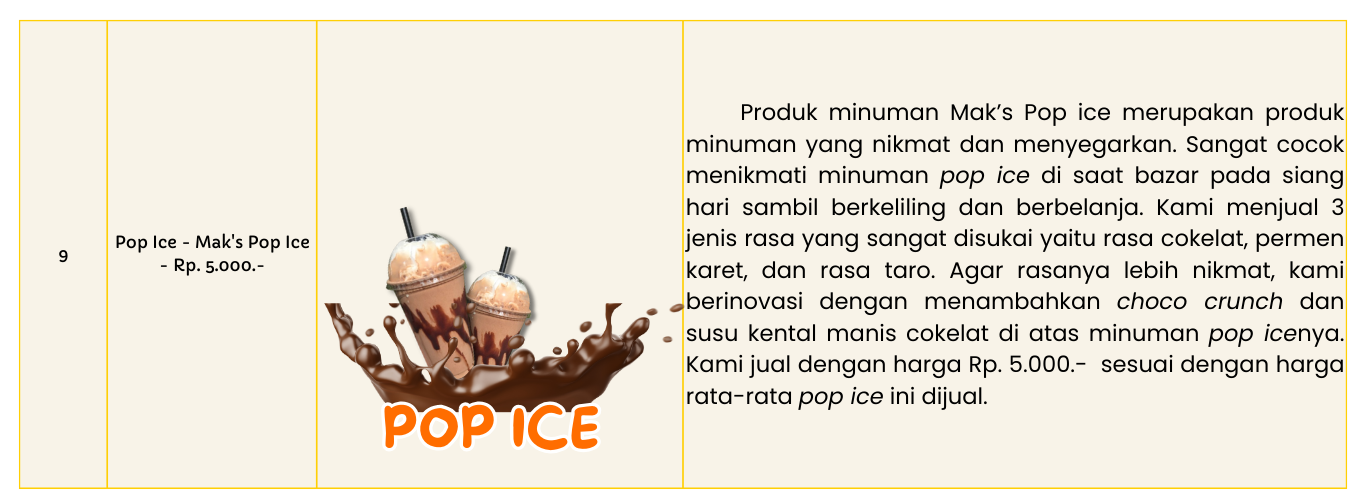 9
Pop Ice - Mak's Pop Ice
- Rp. 5.000.-
POP ICE
Produk minuman Mak’s Pop ice merupakan produk
minuman yang nikmat dan menyegarkan. Sangat cocok
menikmati minuman pop ice di saat bazar pada siang
hari sambil berkeliling dan berbelanja. Kami menjual 3
jenis rasa yang sangat disukai yaitu rasa cokelat, permen
karet, dan rasa taro. Agar rasanya lebih nikmat, kami
berinovasi dengan menambahkan choco crunch dan
susu kental manis cokelat di atas minuman pop icenya.
Kami jual dengan harga Rp. 5.000.- sesuai dengan harga
rata-rata pop ice ini dijual.